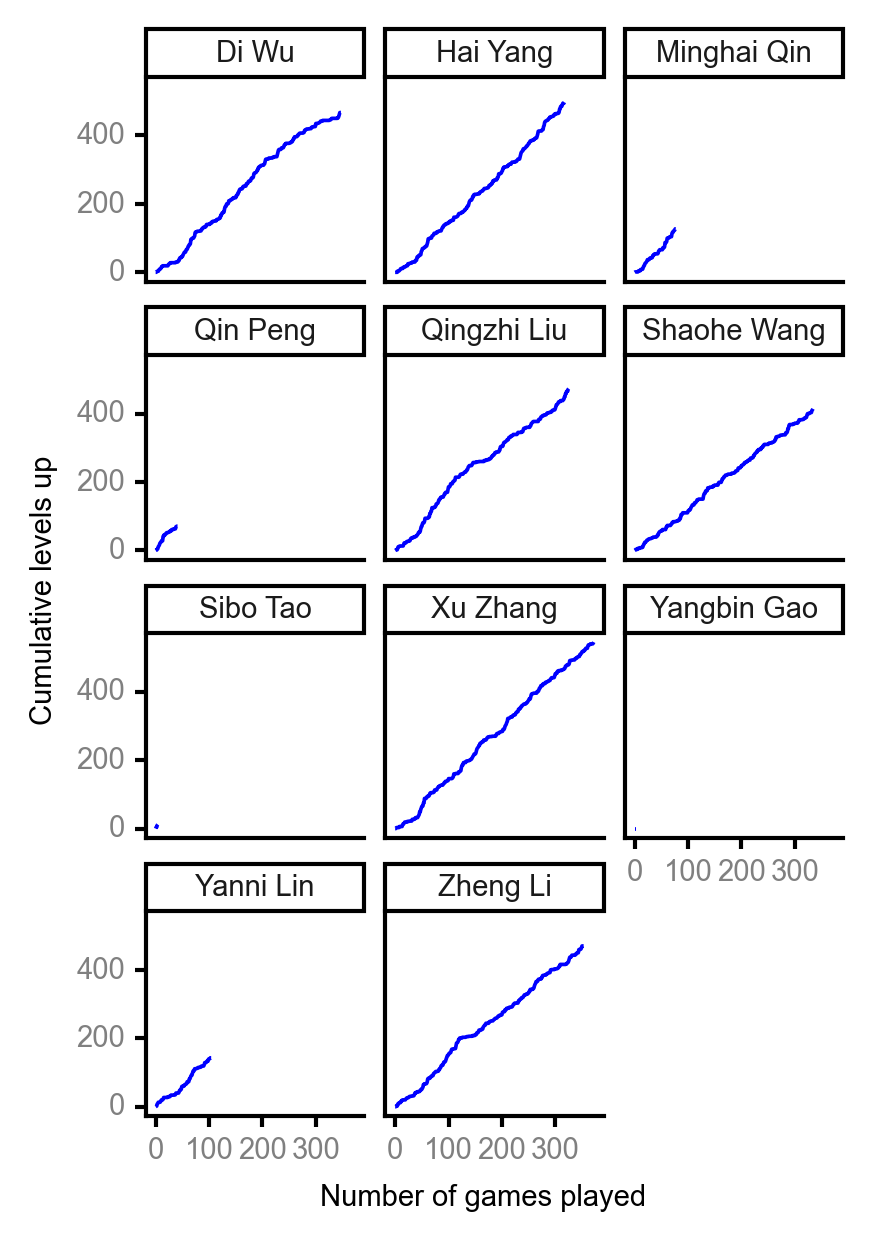 Di Wu Hai Yang Minghai Qin
400
200
0
Qin Peng Qingzhi Liu Shaohe Wang
400
200
0
Sibo Tao Xu Zhang Yangbin Gao
400
200
0
0 100 200 300
Yanni Lin Zheng Li
400
200
0
0 100 200 300 0 100 200 300
Number of games played
Cumulative levels up